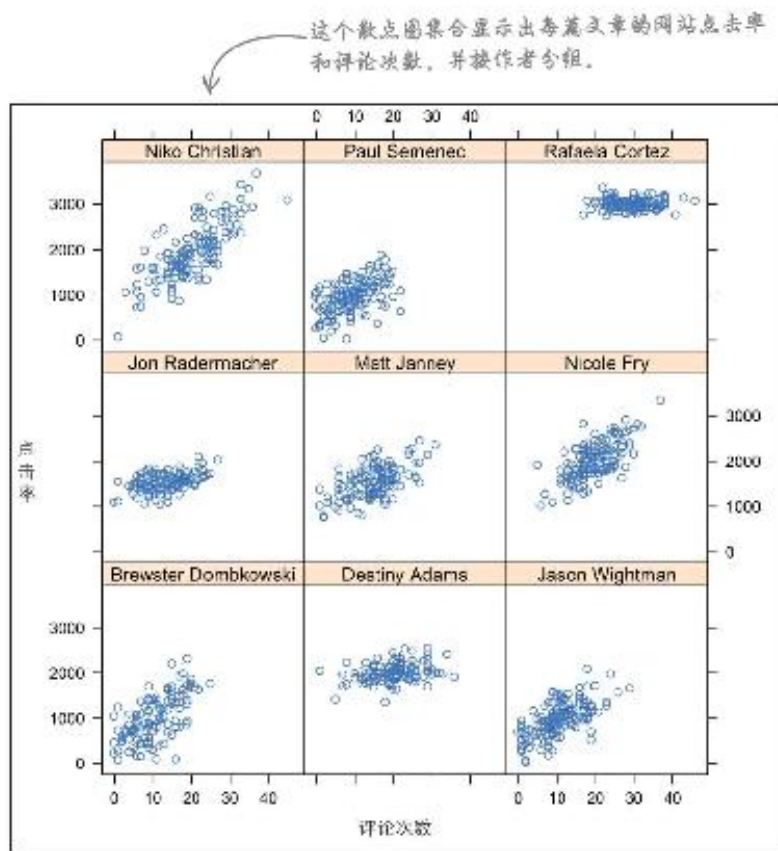 这个散点图集合显示出每篇文章的网站点击率
和评论次数，并按作者分组。
0 10 20 30 40
Niko Christian Paul Semenec Rafaela Cortez
3000
2000
1000
0
Jon Radermacher Matt Janney Nicole Fry
3000
2000
1000
0
点击率
Brewster Dombkowski Destiny Adams Jason Wightman
3000
2000
1000
0
0 10 20 30 40 0 10 20 30 40
评论次数